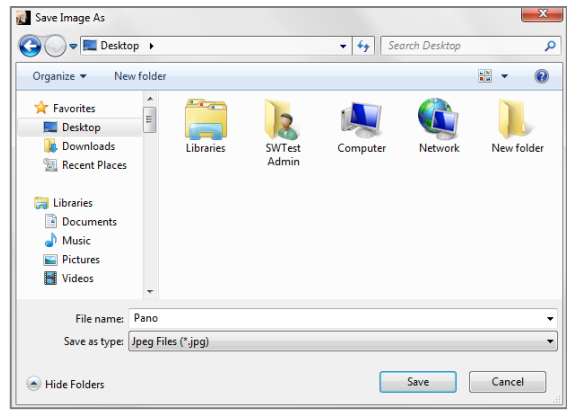 Save Image As
Desktop
Search Desktop
Organize
New folder
Favorites
Desktop
Downloads
Recent Places
Libraries
Documents
Music
Pictures
Videos
Libraries
SWTest
Admin
Computer
Network
New folder
File name: Pano
Save as type: Jpeg Files (*.jpg)
Hide Folders
Save
Cancel